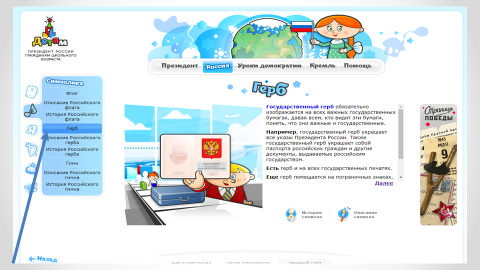 Детям
ПРЕЗИДЕНТ РОССИИ
ГРАЖДАНАМ ШКОЛЬНОГО
ВОЗРАСТА
Президент Россия Уроки демократии Кремль Помощь
Символика
Флаг
Описание Российского
флага
История Российского
флага
Герб
Описание Российского
герба
История Российского
герба
Гимн
Описание Российского
гимна
История Российского
гимна
Назад
Герб
Государственный герб обязательно
изображается на всех важных государственных
бумагах, давая всем, кто видит эти бумаги,
понять, что они важные и государственные.
Например, государственный герб украшает
все указы Президента России. Также
государственный герб украшает собой
паспорта российских граждан и другие
документы, выдаваемые российским
государством.
Есть герб и на всех государственных печатях.
Еще герб помещается на пограничных знаках.
Далее
История
символа
Описание
символа
Страницы
ПОБЕДЫ
1945
мая
9